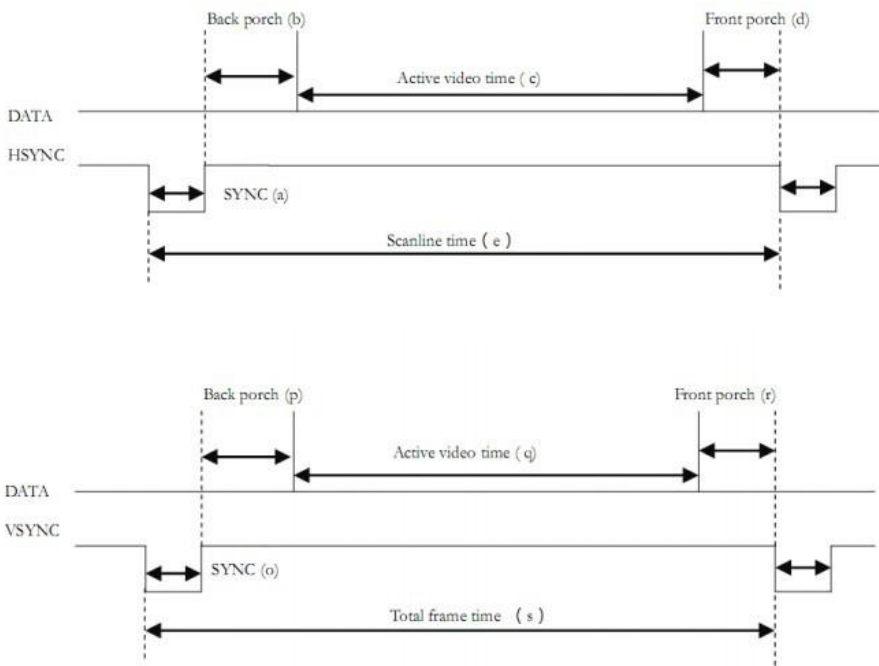 Back porch (b) Front porch (d)
Active video time ( c)
DATA
HSYNC
SYNC (a)
Scanline time ( e )
Back porch (p) Front porch (r)
Active video time ( q)
DATA
VSYNC
SYNC (o)
Total frame time ( s )